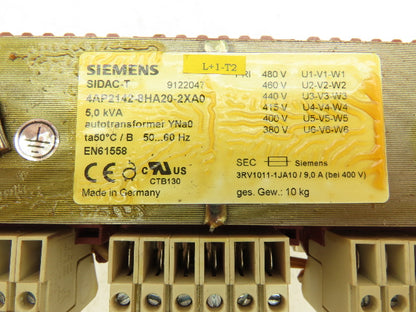 L+1-T2
SIEMENS
SIDAC-T 9122047
4AP2142-8HA20-2XA0
5,0 kVA
autotransformer YNa0
ta50°C / B 50...60 Hz
EN61558
CE c UL US
CTB130
Made in Germany
PRI 480 V U1-V1-W1
460 V U2-V2-W2
440 V U3-V3-W3
415 V U4-V4-W4
400 V U5-V5-W5
380 V U6-V6-W6
SEC Siemens
3RV1011-1JA10 / 9,0 A (bei 400 V)
ges. Gew.: 10 kg